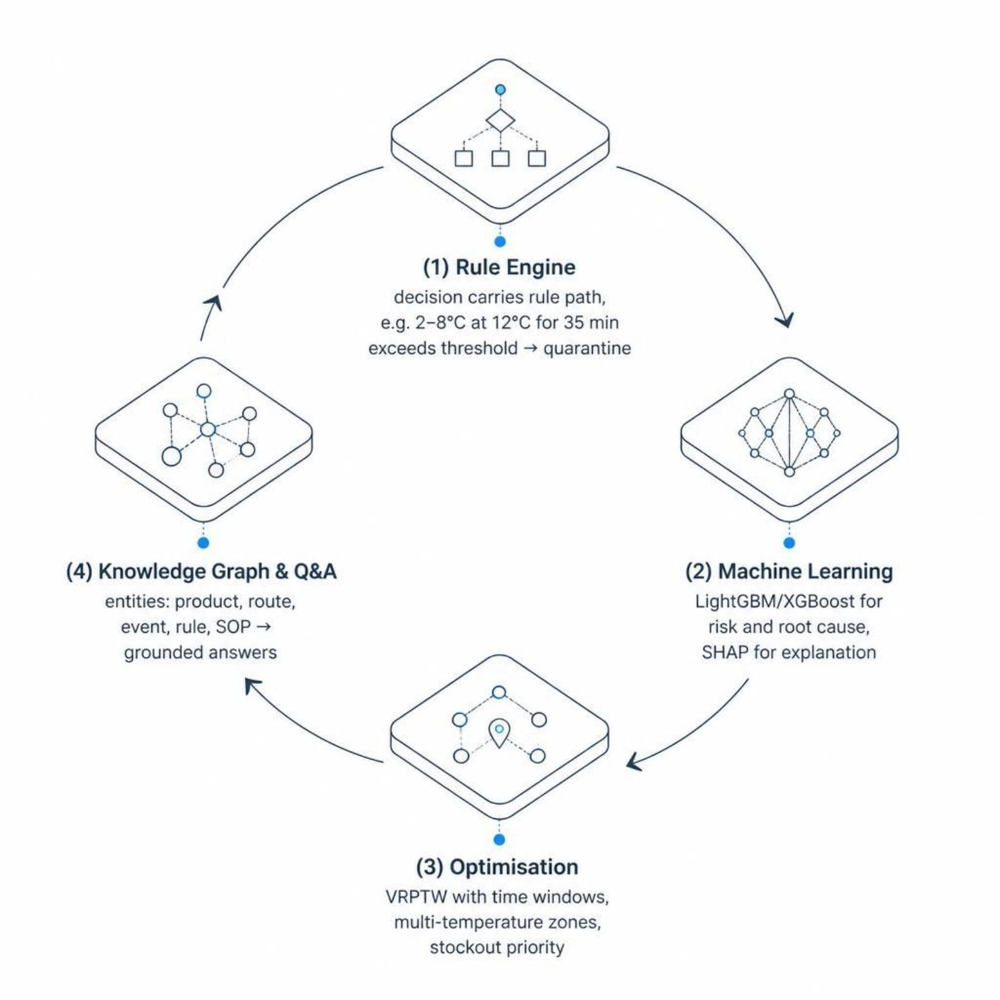 (1) Rule Engine
decision carries rule path,
e.g. 2–8°C at 12°C for 35 min
exceeds threshold → quarantine
(4) Knowledge Graph & Q&A
entities: product, route,
event, rule, SOP →
grounded answers
(2) Machine Learning
LightGBM/XGBoost for
risk and root cause,
SHAP for explanation
(3) Optimisation
VRPTW with time windows,
multi-temperature zones,
stockout priority